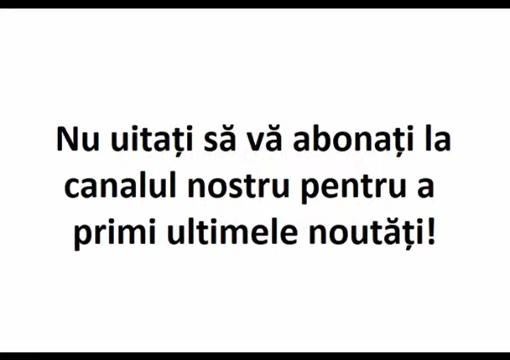 Nu uitați să vă abonați la
canalul nostru pentru a
primi ultimele noutăți!